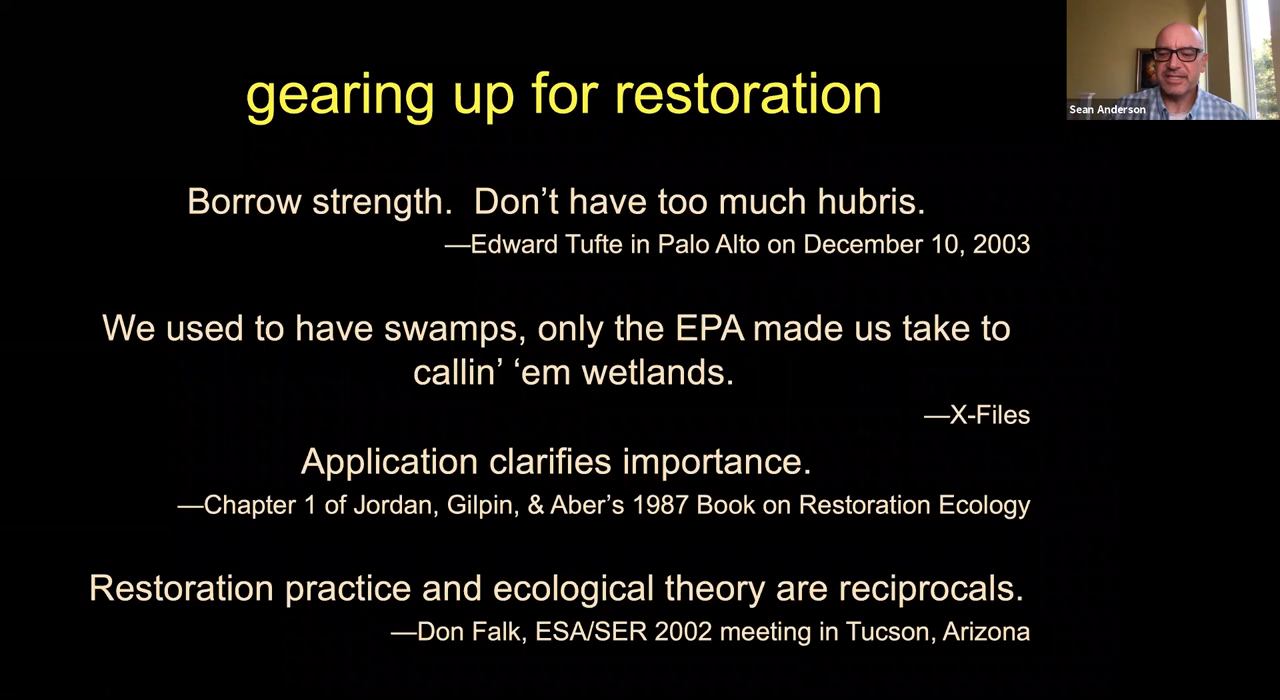 gearing up for restoration
Sean Anderson
Borrow strength.  Don’t have too much hubris.
—Edward Tufte in Palo Alto on December 10, 2003
We used to have swamps, only the EPA made us take to
callin’ ‘em wetlands.
—X-Files
Application clarifies importance.
—Chapter 1 of Jordan, Gilpin, & Aber’s 1987 Book on Restoration Ecology
Restoration practice and ecological theory are reciprocals.
—Don Falk, ESA/SER 2002 meeting in Tucson, Arizona